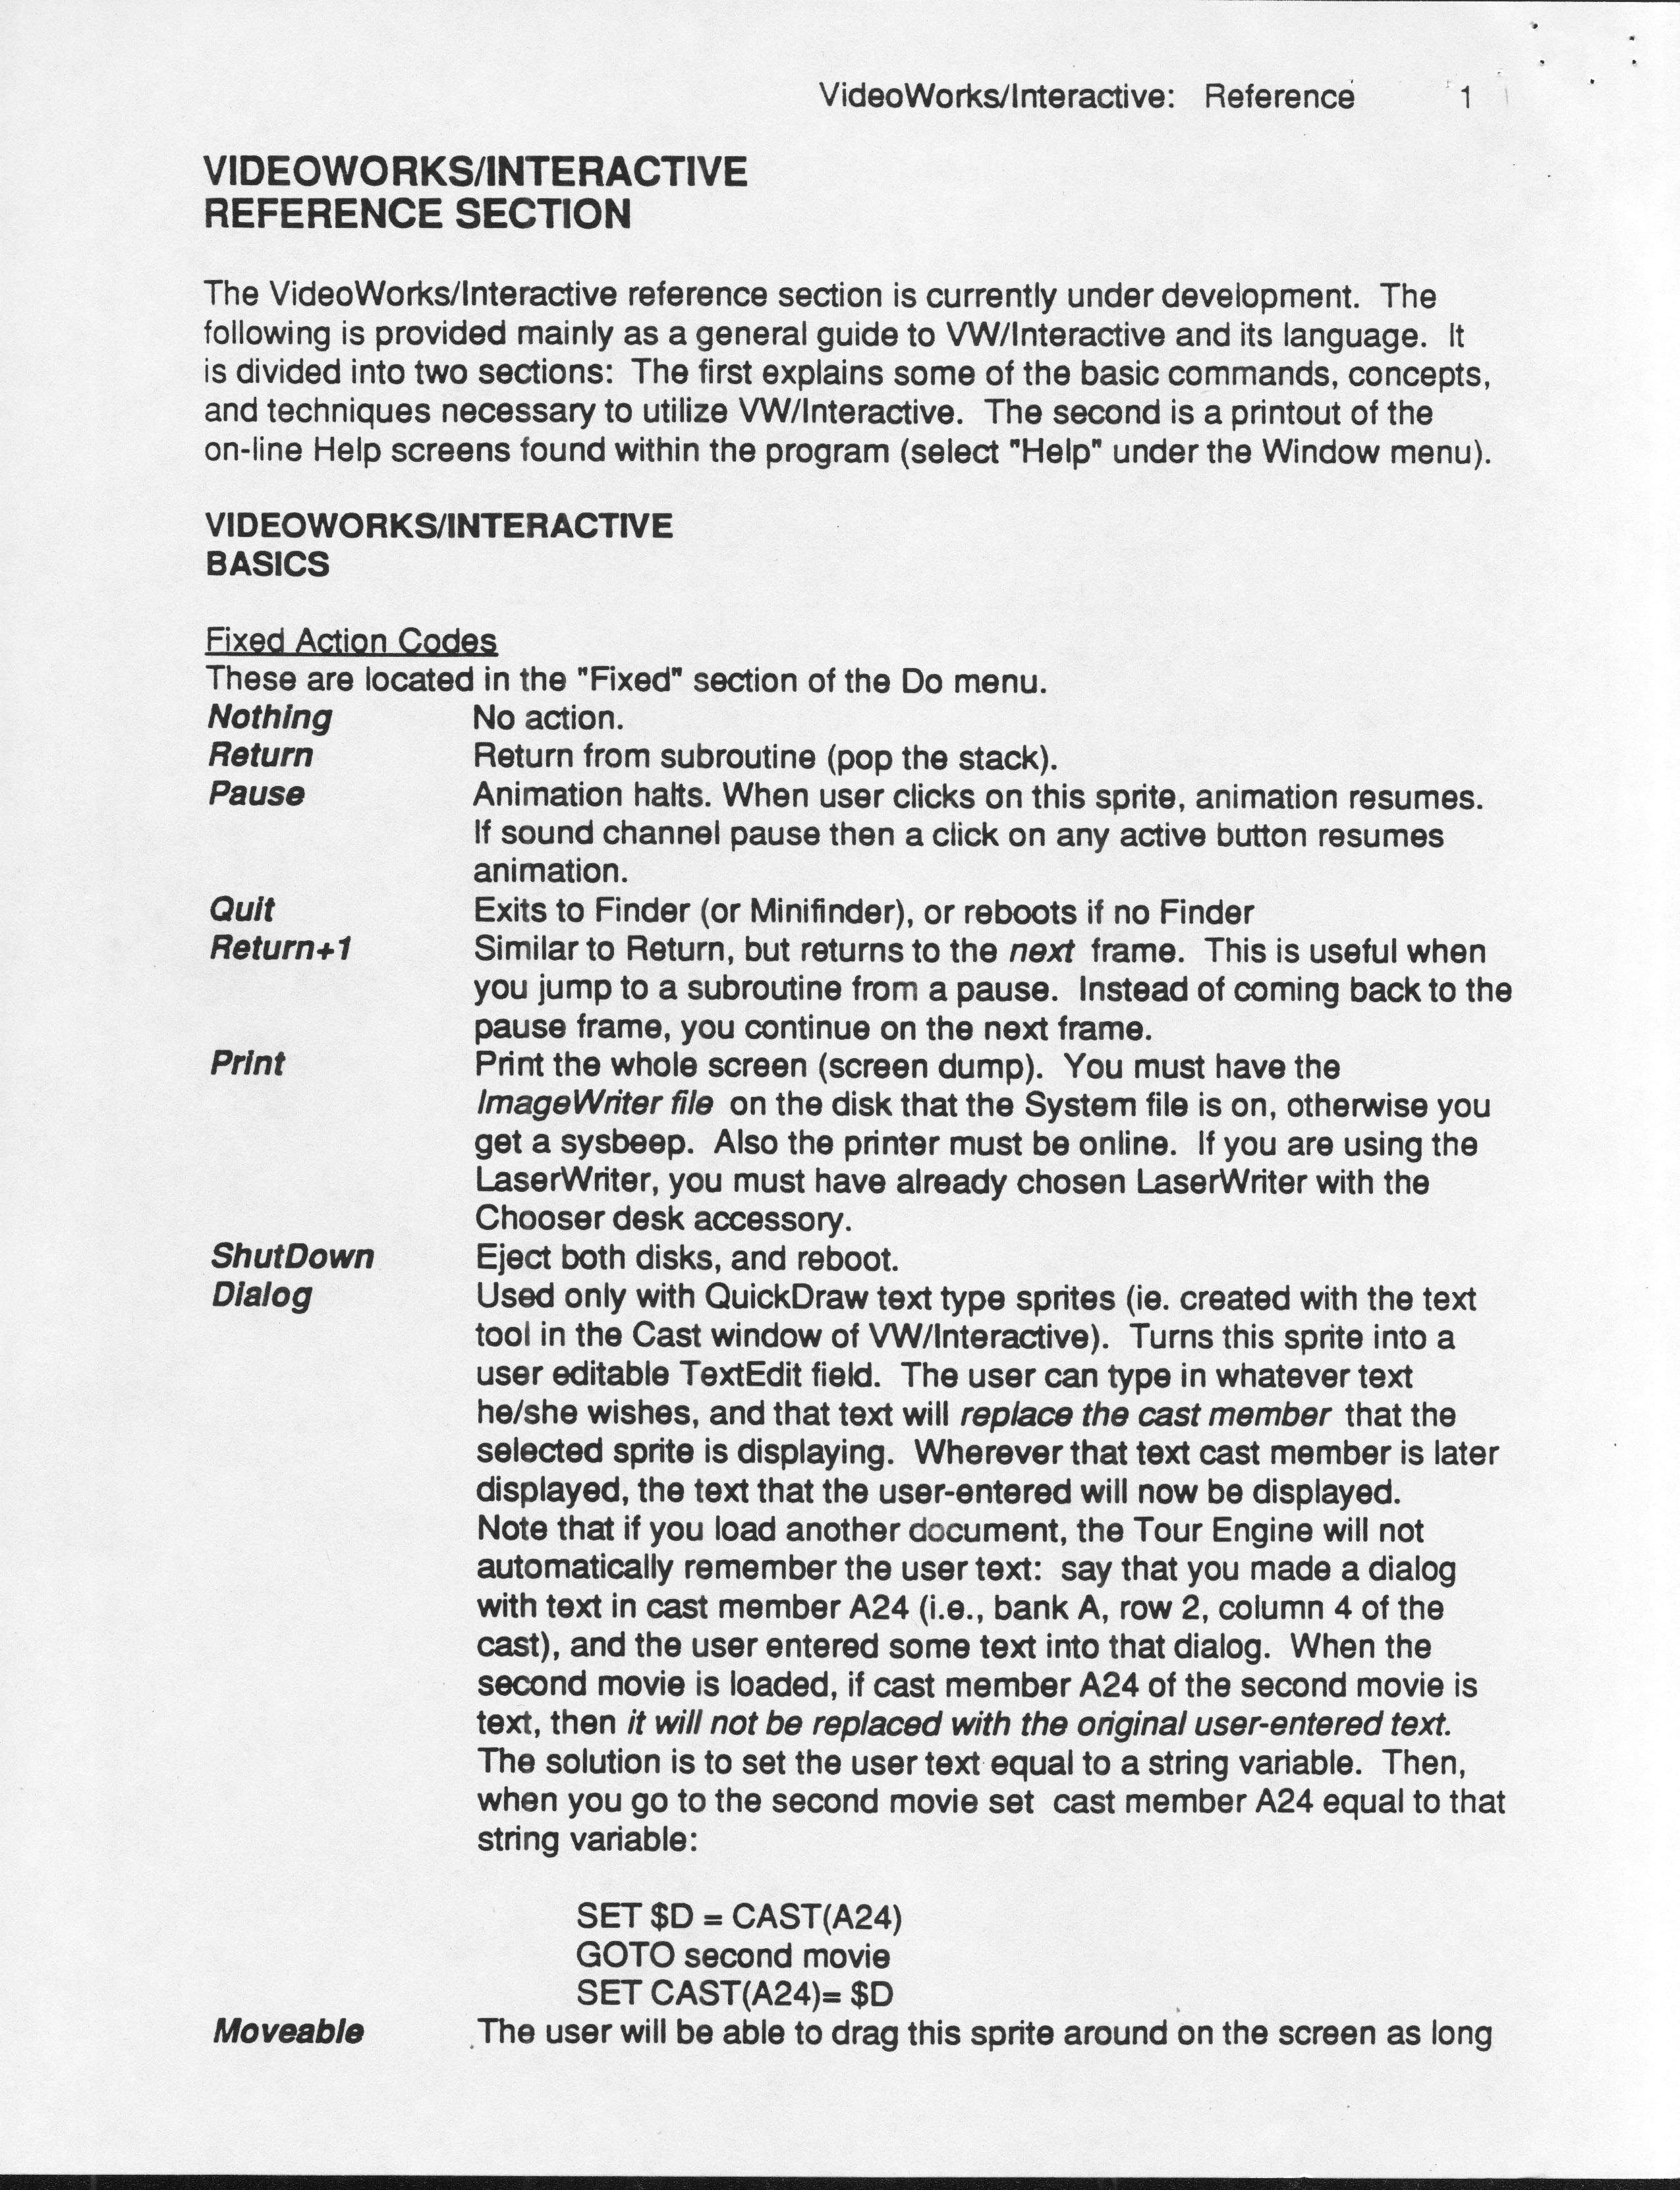 VideoWorks/Interactive: Reference 1
VIDEOWORKS/INTERACTIVE
REFERENCE SECTION
The VideoWorks/Interactive reference section is currently under development. The
following is provided mainly as a general guide to VW/Interactive and its language. It
is divided into two sections: The first explains some of the basic commands, concepts,
and techniques necessary to utilize VW/Interactive. The second is a printout of the
on-line Help screens found within the program (select "Help" under the Window menu).
VIDEOWORKS/INTERACTIVE
BASICS
Fixed Action Codes
These are located in the "Fixed" section of the Do menu.
Nothing No action.
Return Return from subroutine (pop the stack).
Pause Animation halts. When user clicks on this sprite, animation resumes.
If sound channel pause then a click on any active button resumes
animation.
Quit Exits to Finder (or Minifinder), or reboots if no Finder
Return+1 Similar to Return, but returns to the next frame. This is useful when
you jump to a subroutine from a pause. Instead of coming back to the
pause frame, you continue on the next frame.
Print Print the whole screen (screen dump). You must have the
ImageWriter file on the disk that the System file is on, otherwise you
get a sysbeep. Also the printer must be online. If you are using the
LaserWriter, you must have already chosen LaserWriter with the
Chooser desk accessory.
ShutDown Eject both disks, and reboot.
Dialog Used only with QuickDraw text type sprites (ie. created with the text
tool in the Cast window of VW/Interactive). Turns this sprite into a
user editable TextEdit field. The user can type in whatever text
he/she wishes, and that text will replace the cast member that the
selected sprite is displaying. Wherever that text cast member is later
displayed, the text that the user-entered will now be displayed.
Note that if you load another document, the Tour Engine will not
automatically remember the user text: say that you made a dialog
with text in cast member A24 (i.e., bank A, row 2, column 4 of the
cast), and the user entered some text into that dialog. When the
second movie is loaded, if cast member A24 of the second movie is
text, then it will not be replaced with the original user-entered text.
The solution is to set the user text equal to a string variable. Then,
when you go to the second movie set cast member A24 equal to that
string variable:
SET $D = CAST(A24)
GOTO second movie
SET CAST(A24)= $D
Moveable The user will be able to drag this sprite around on the screen as long